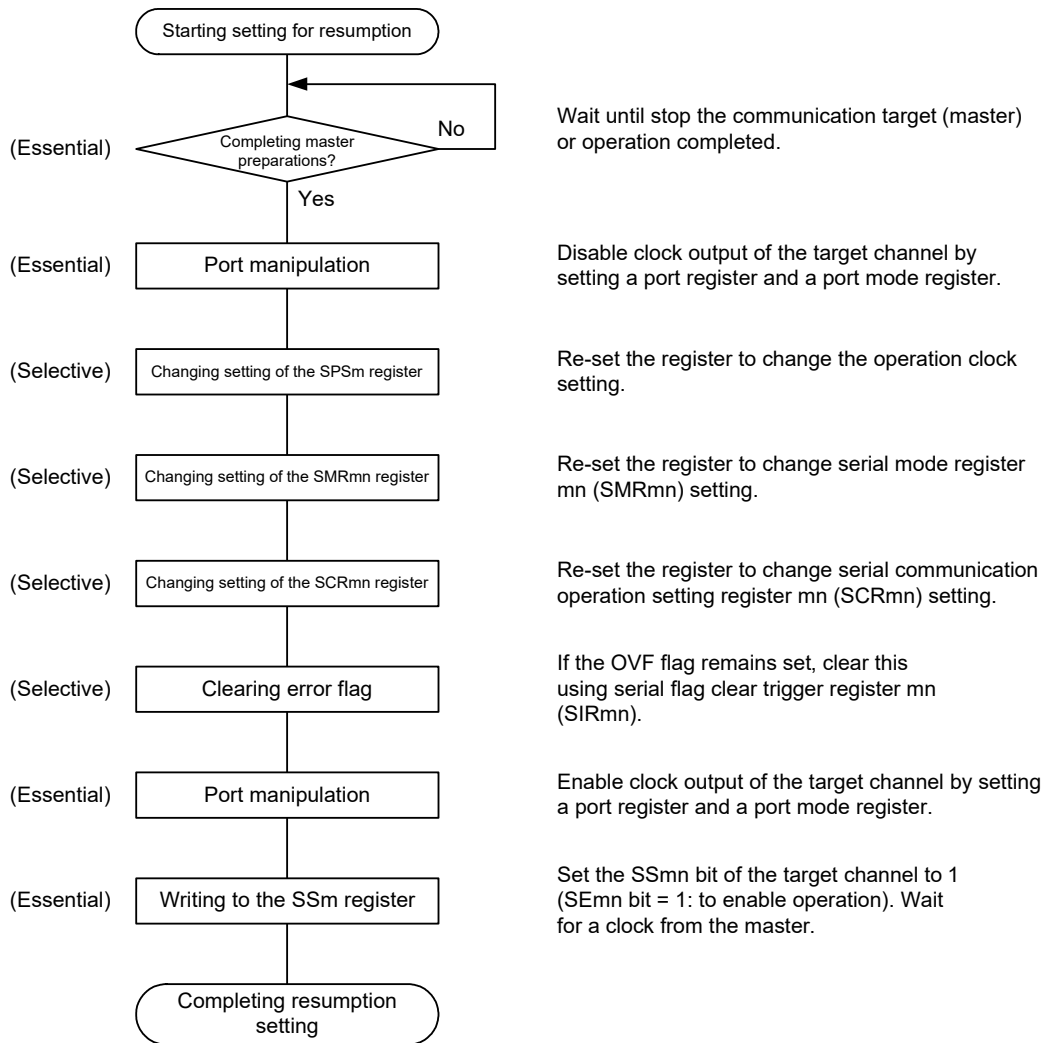 Starting setting for resumption
(Essential)
Completing master
preparations?
No
Yes
Wait until stop the communication target (master)
or operation completed.
(Essential)
Port manipulation
Disable clock output of the target channel by
setting a port register and a port mode register.
(Selective)
Changing setting of the SPSm register
Re-set the register to change the operation clock
setting.
(Selective)
Changing setting of the SMRmn register
Re-set the register to change serial mode register
mn (SMRmn) setting.
(Selective)
Changing setting of the SCRmn register
Re-set the register to change serial communication
operation setting register mn (SCRmn) setting.
(Selective)
Clearing error flag
If the OVF flag remains set, clear this
using serial flag clear trigger register mn
(SIRmn).
(Essential)
Port manipulation
Enable clock output of the target channel by setting
a port register and a port mode register.
(Essential)
Writing to the SSm register
Set the SSmn bit of the target channel to 1
(SEmn bit = 1: to enable operation). Wait
for a clock from the master.
Completing resumption
setting